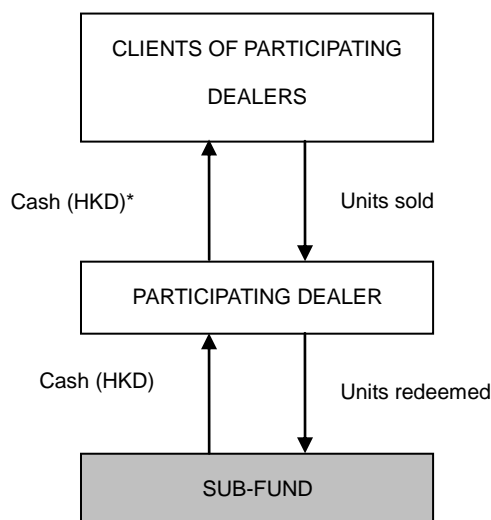 CLIENTS OF PARTICIPATING
DEALERS
Cash (HKD)*
Units sold
PARTICIPATING DEALER
Cash (HKD)
Units redeemed
SUB-FUND